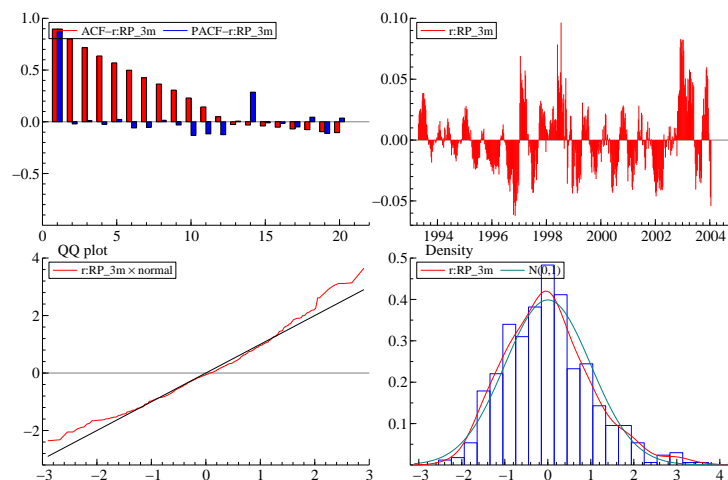 ACF-r:RP_3m PACF-r:RP_3m
1.0
0.5
0.0
−0.5
0 5 10 15 20
r:RP_3m
0.10
0.05
0.00
−0.05
1994 1996 1998 2000 2002 2004
QQ plot
r:RP_3m × normal
4
2
0
−2
−3 −2 −1 0 1 2 3
Density
r:RP_3m N(0,1)
0.5
0.4
0.3
0.2
0.1
−3 −2 −1 0 1 2 3 4